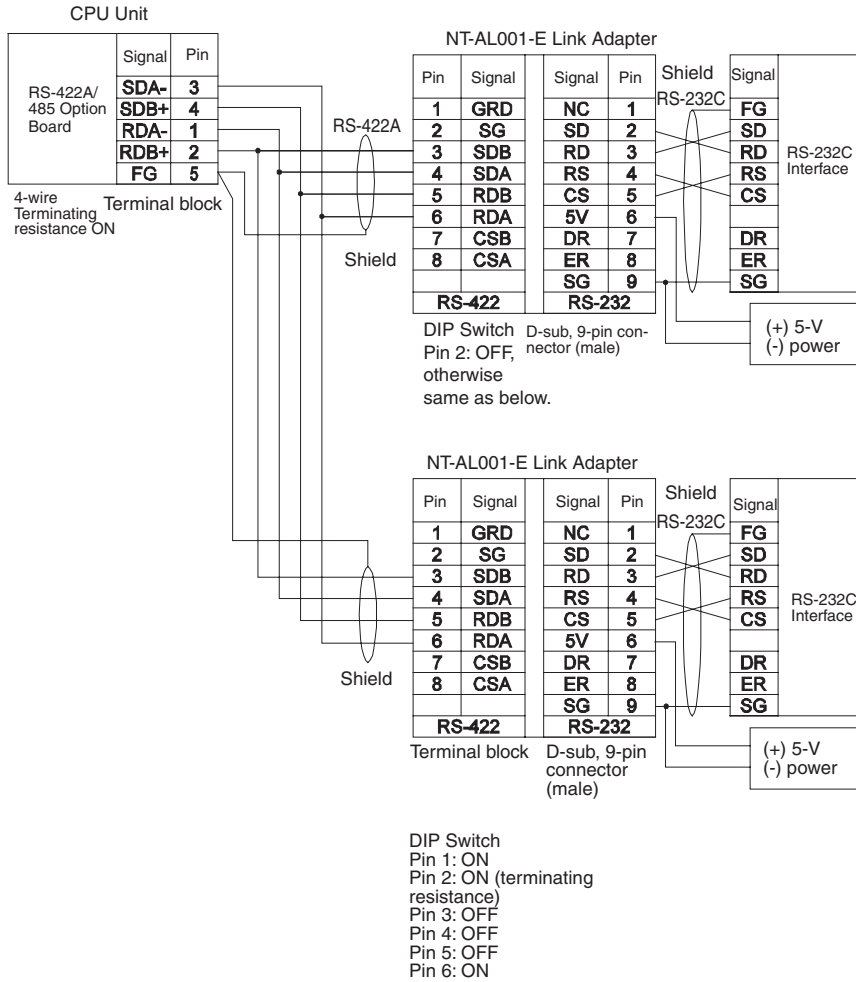 CPU Unit
Signal Pin
RS-422A/
485 Option
Board
SDA- 3
SDB+ 4
RDA- 1
RDB+ 2
FG 5
4-wire
Terminating
resistance ON
Terminal block
RS-422A
Shield
NT-AL001-E Link Adapter
Pin Signal Signal Pin
1 GRD NC 1
2 SG SD 2
3 SDB RD 3
4 SDA RS 4
5 RDB CS 5
6 RDA 5V 6
7 CSB DR 7
8 CSA ER 8
SG 9
RS-422 RS-232
DIP Switch
Pin 2: OFF,
otherwise
same as below.
D-sub, 9-pin con-
nector (male)
Shield
RS-232C
Signal
FG
SD
RD
RS
CS
DR
ER
SG
RS-232C
Interface
(+) 5-V
(-) power
NT-AL001-E Link Adapter
Pin Signal Signal Pin
1 GRD NC 1
2 SG SD 2
3 SDB RD 3
4 SDA RS 4
5 RDB CS 5
6 RDA 5V 6
7 CSB DR 7
8 CSA ER 8
SG 9
RS-422 RS-232
Shield
Terminal block
D-sub, 9-pin
connector
(male)
Shield
RS-232C
Signal
FG
SD
RD
RS
CS
DR
ER
SG
RS-232C
Interface
(+) 5-V
(-) power
DIP Switch
Pin 1: ON
Pin 2: ON (terminating
resistance)
Pin 3: OFF
Pin 4: OFF
Pin 5: OFF
Pin 6: ON